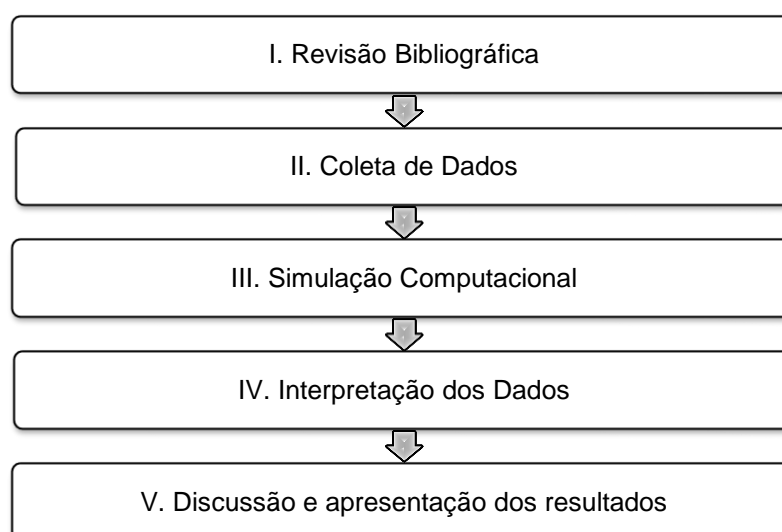 I. Revisão Bibliográfica
II. Coleta de Dados
III. Simulação Computacional
IV. Interpretação dos Dados
V. Discussão e apresentação dos resultados